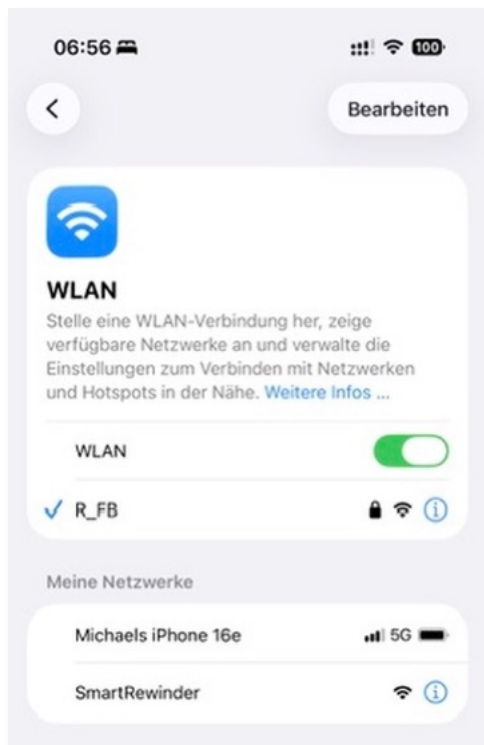 06:56
100
Bearbeiten
WLAN
Stelle eine WLAN-Verbindung her, zeige
verfügbare Netzwerke an und verwalte die
Einstellungen zum Verbinden mit Netzwerken
und Hotspots in der Nähe. Weitere Infos ...
WLAN
R_FB
Meine Netzwerke
Michaels iPhone 16e
5G
SmartRewinder